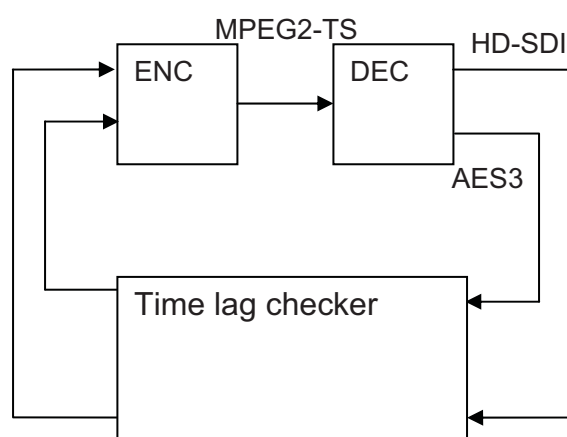 MPEG2-TS
HD-SDI
ENC
DEC
AES3
Time lag checker